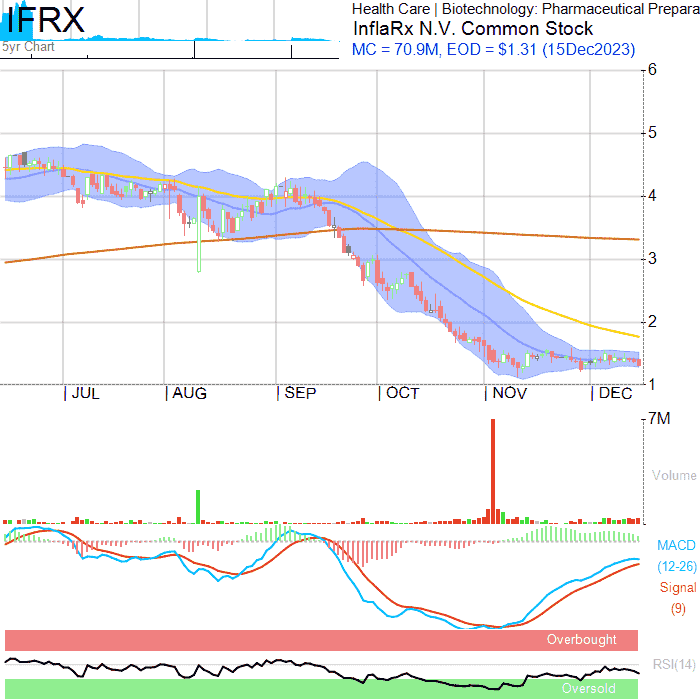 IFRX
5yr Chart
Health Care | Biotechnology: Pharmaceutical Prepara
InflaRx N.V. Common Stock
MC = 70.9M, EOD = $1.31 (15Dec2023)
6
5
4
3
2
1
JUL
AUG
SEP
OCT
NOV
DEC
7M
Volume
MACD
(12-26)
Signal
(9)
Overbought
RSI(14)
Oversold